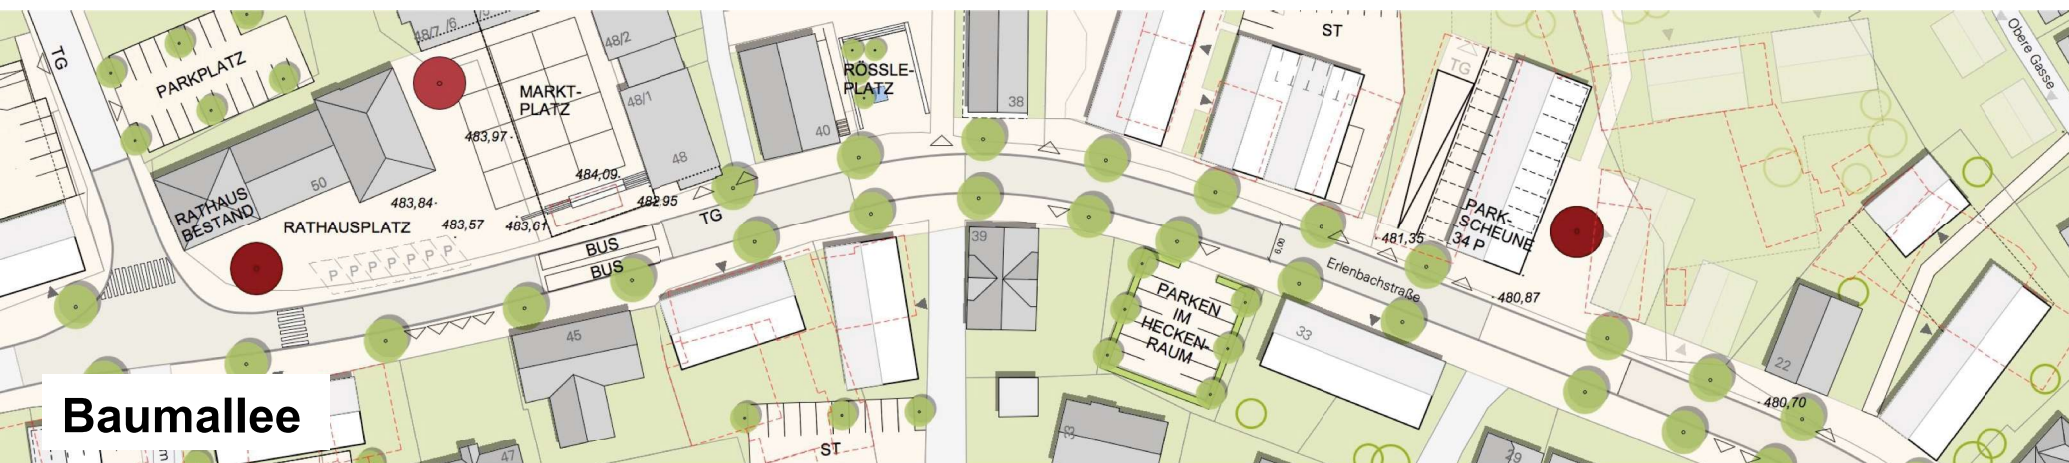 TG
PARKPLATZ
48/7
/6
48/2
MARKT-
PLATZ
48/1
483,97
RATHAUS
BESTAND
50
48
484,09
483,84
RATHAUSPLATZ
483,57
483,61
482 95
TG
P P P P P P P
BUS
BUS
RÖSSLE-
PLATZ
40
38
ST
TG
PARK-
SCHEUNE
34 P
Obere Gasse
481,35
480,87
6.00
Erlenbachstraße
39
PARKEN
IM
HECKEN-
RAUM
33
22
480,70
45
47
ST
29
Baumallee